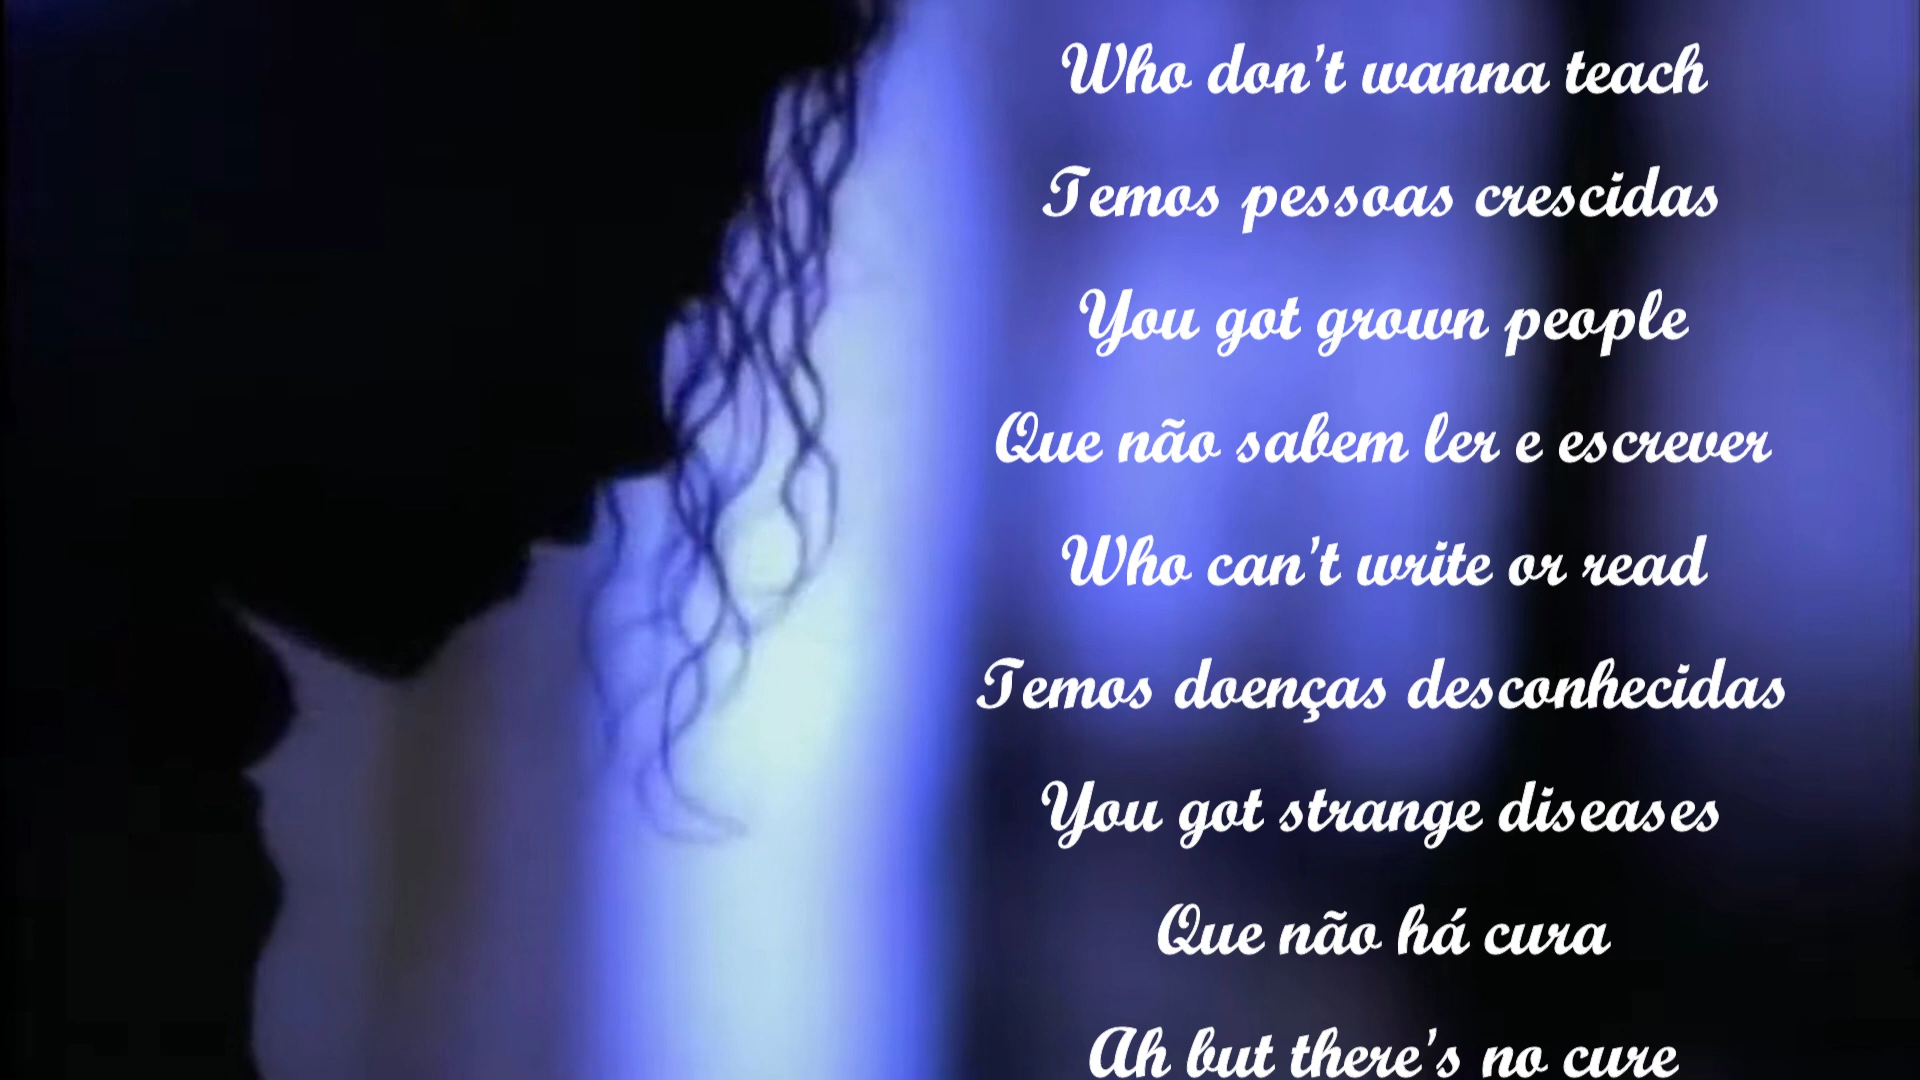 Who don't wanna teach
Temos pessoas crescidas
You got grown people
Que não sabem ler e escrever
Who can't write or read
Temos doenças desconhecidas
You got strange diseases
Que não há cura
Ah but there's no cure